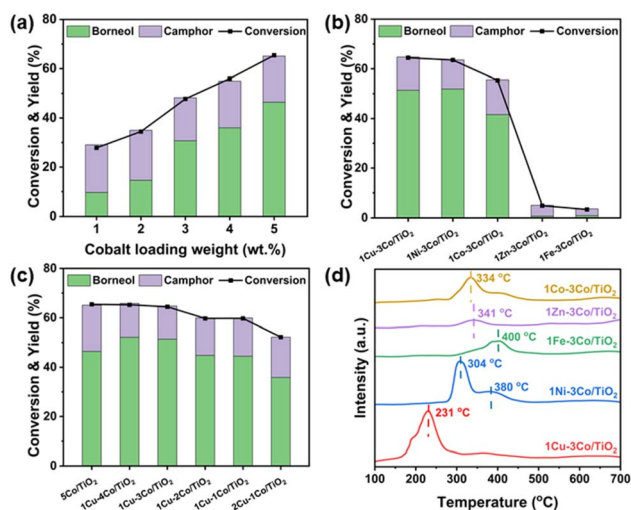 (a)
Conversion & Yield (%)
80
60
40
20
0
Borneol Camphor Conversion
1 2 3 4 5
Cobalt loading weight (wt.%)
(b)
Conversion & Yield (%)
80
60
40
20
0
Borneol Camphor Conversion
1Cu-3Co/TiO₂
1Ni-3Co/TiO₂
1Co-3Co/TiO₂
1Zn-3Co/TiO₂
1Fe-3Co/TiO₂
(c)
Conversion & Yield (%)
80
60
40
20
0
Borneol Camphor Conversion
5Co/TiO₂
1Cu-4Co/TiO₂
1Cu-3Co/TiO₂
1Cu-2Co/TiO₂
1Cu-1Co/TiO₂
2Cu-1Co/TiO₂
(d)
Intensity (a.u.)
334 °C
1Co-3Co/TiO₂
341 °C
1Zn-3Co/TiO₂
400 °C
1Fe-3Co/TiO₂
304 °C
380 °C
1Ni-3Co/TiO₂
231 °C
1Cu-3Co/TiO₂
100 200 300 400 500 600 700
Temperature (°C)